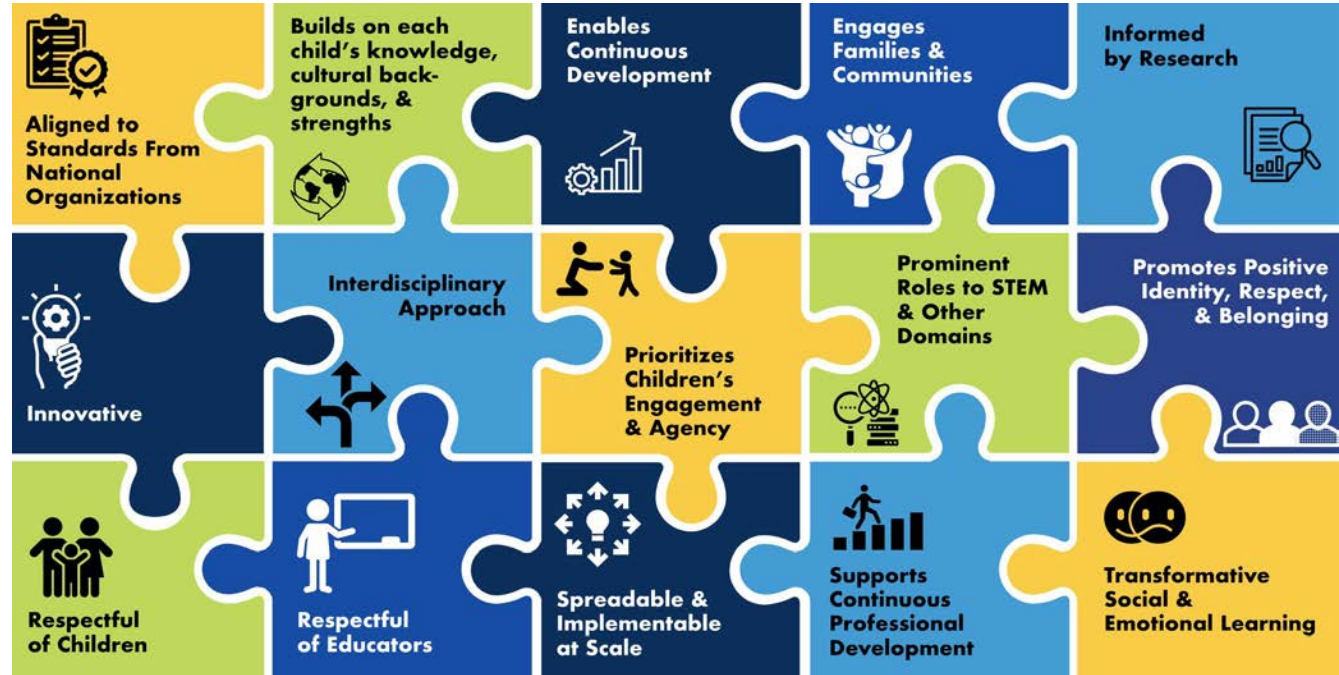 Aligned to
Standards From
National
Organizations
Builds on each
child's knowledge,
cultural back-
grounds, &
strengths
Enables
Continuous
Development
Engages
Families &
Communities
Informed
by Research
Innovative
Interdisciplinary
Approach
Prioritizes
Children's
Engagement
& Agency
Prominent
Roles to STEM
& Other
Domains
Promotes Positive
Identity, Respect,
& Belonging
Respectful
of Children
Respectful
of Educators
Spreadable &
Implementable
at Scale
Supports
Continuous
Professional
Development
Transformative
Social &
Emotional Learning